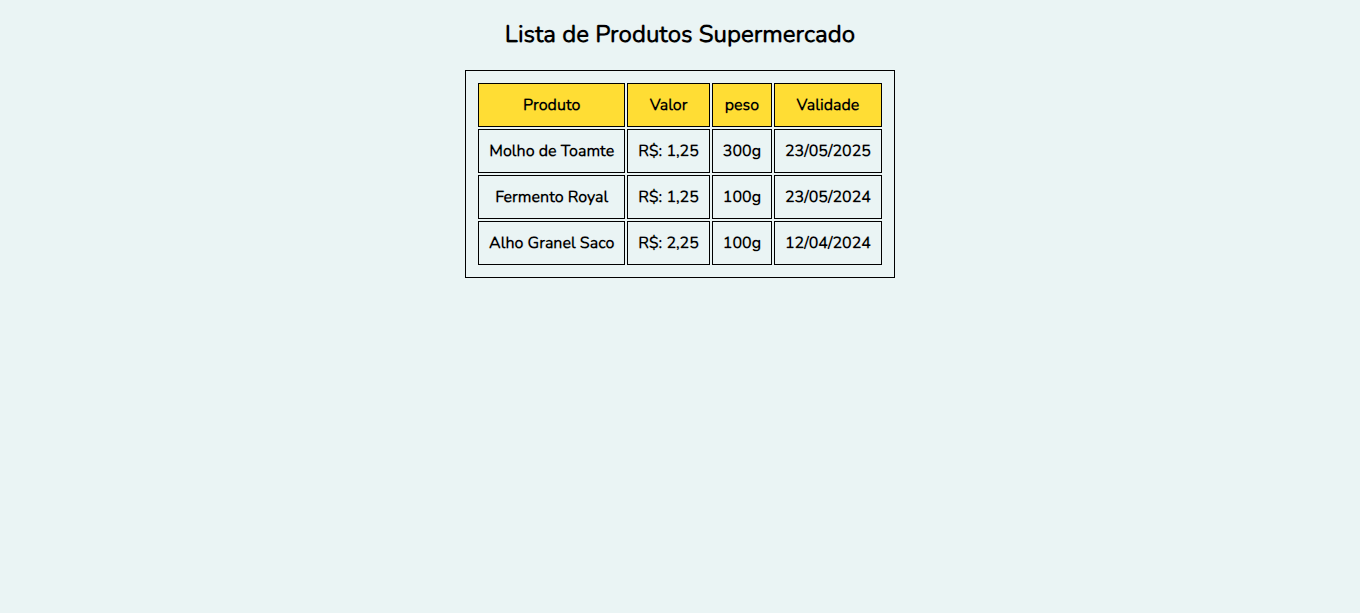 Lista de Produtos Supermercado
Produto Valor peso Validade
Molho de Toamte R$: 1,25 300g 23/05/2025
Fermento Royal R$: 1,25 100g 23/05/2024
Alho Granel Saco R$: 2,25 100g 12/04/2024